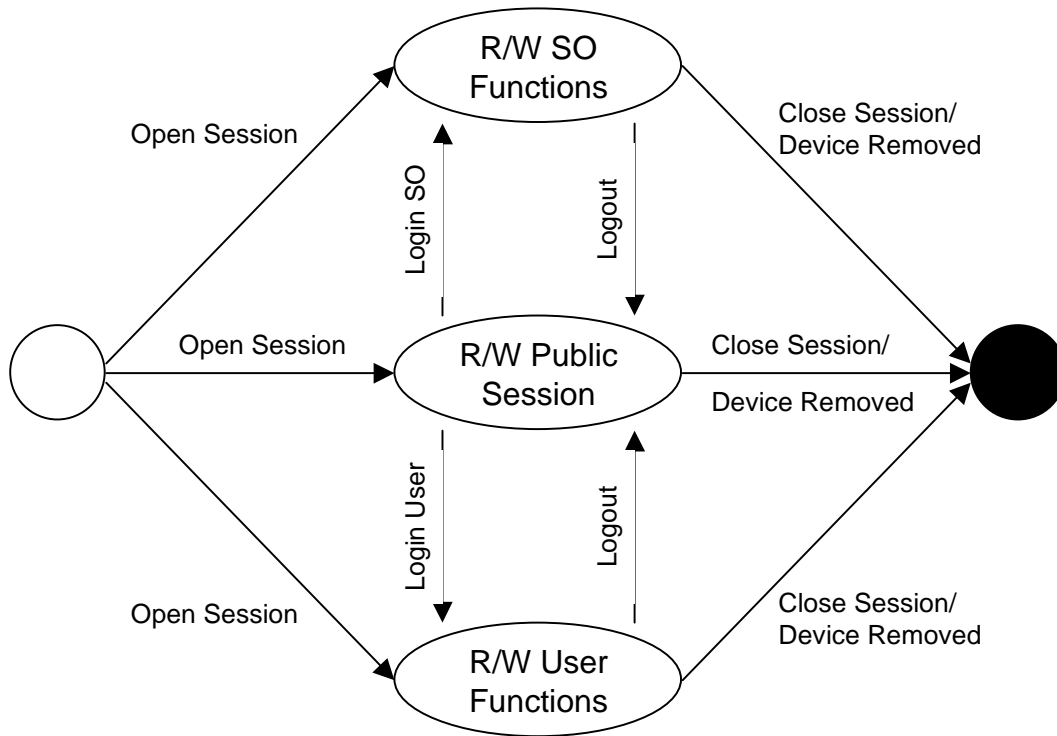 R/W SO
Functions
Open Session
Close Session/
Device Removed
Login SO
Logout
Open Session
R/W Public
Session
Close Session/
Device Removed
Login User
Logout
Open Session
Close Session/
Device Removed
R/W User
Functions